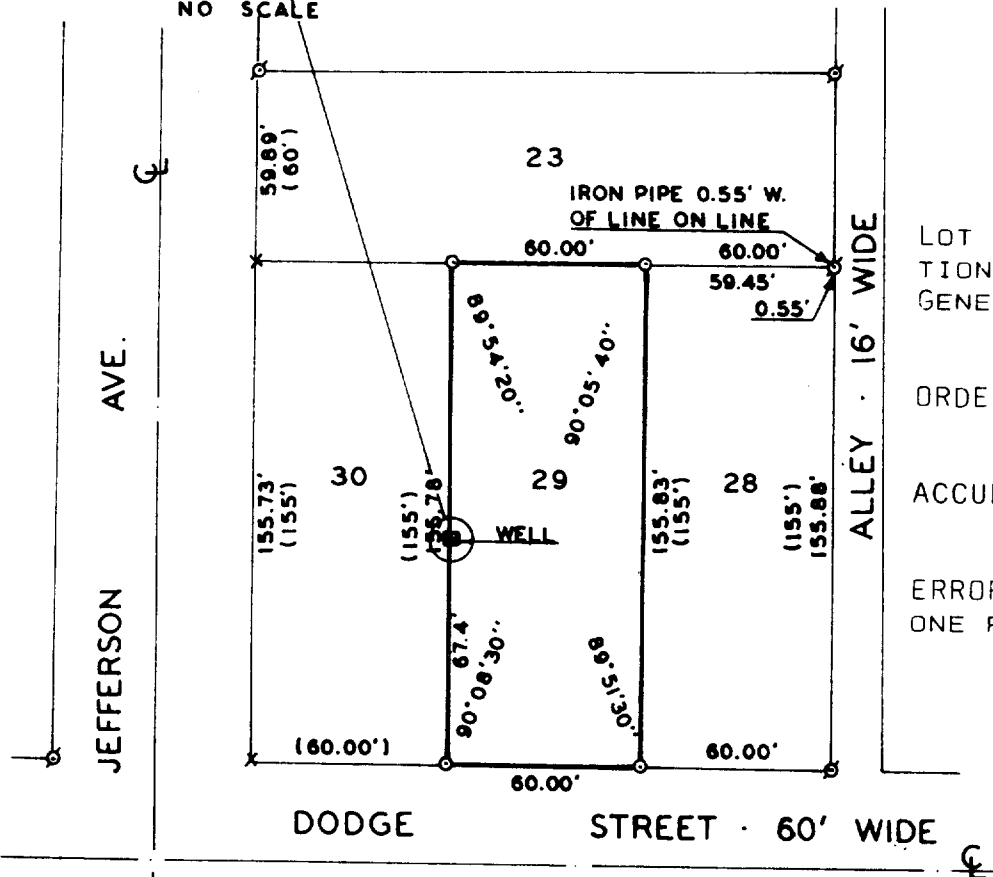 NO SCALE
59.89'
(60')
23
IRON PIPE 0.55' W.
OF LINE ON LINE
60.00'
60.00'
59.45'
0.55'
ALLEY · 16' WIDE
LOT
TION
GENE
89°54'20"
90°05'40"
JEFFERSON AVE.
ORDE
30
29
28
155.73'
(155')
(155')
155.78'
155.83'
(155')
(155')
155.88'
ACCU
WELL
67.4'
90°08'30"
89°51'30"
ERROR
ONE
(60.00')
60.00'
60.00'
DODGE STREET · 60' WIDE